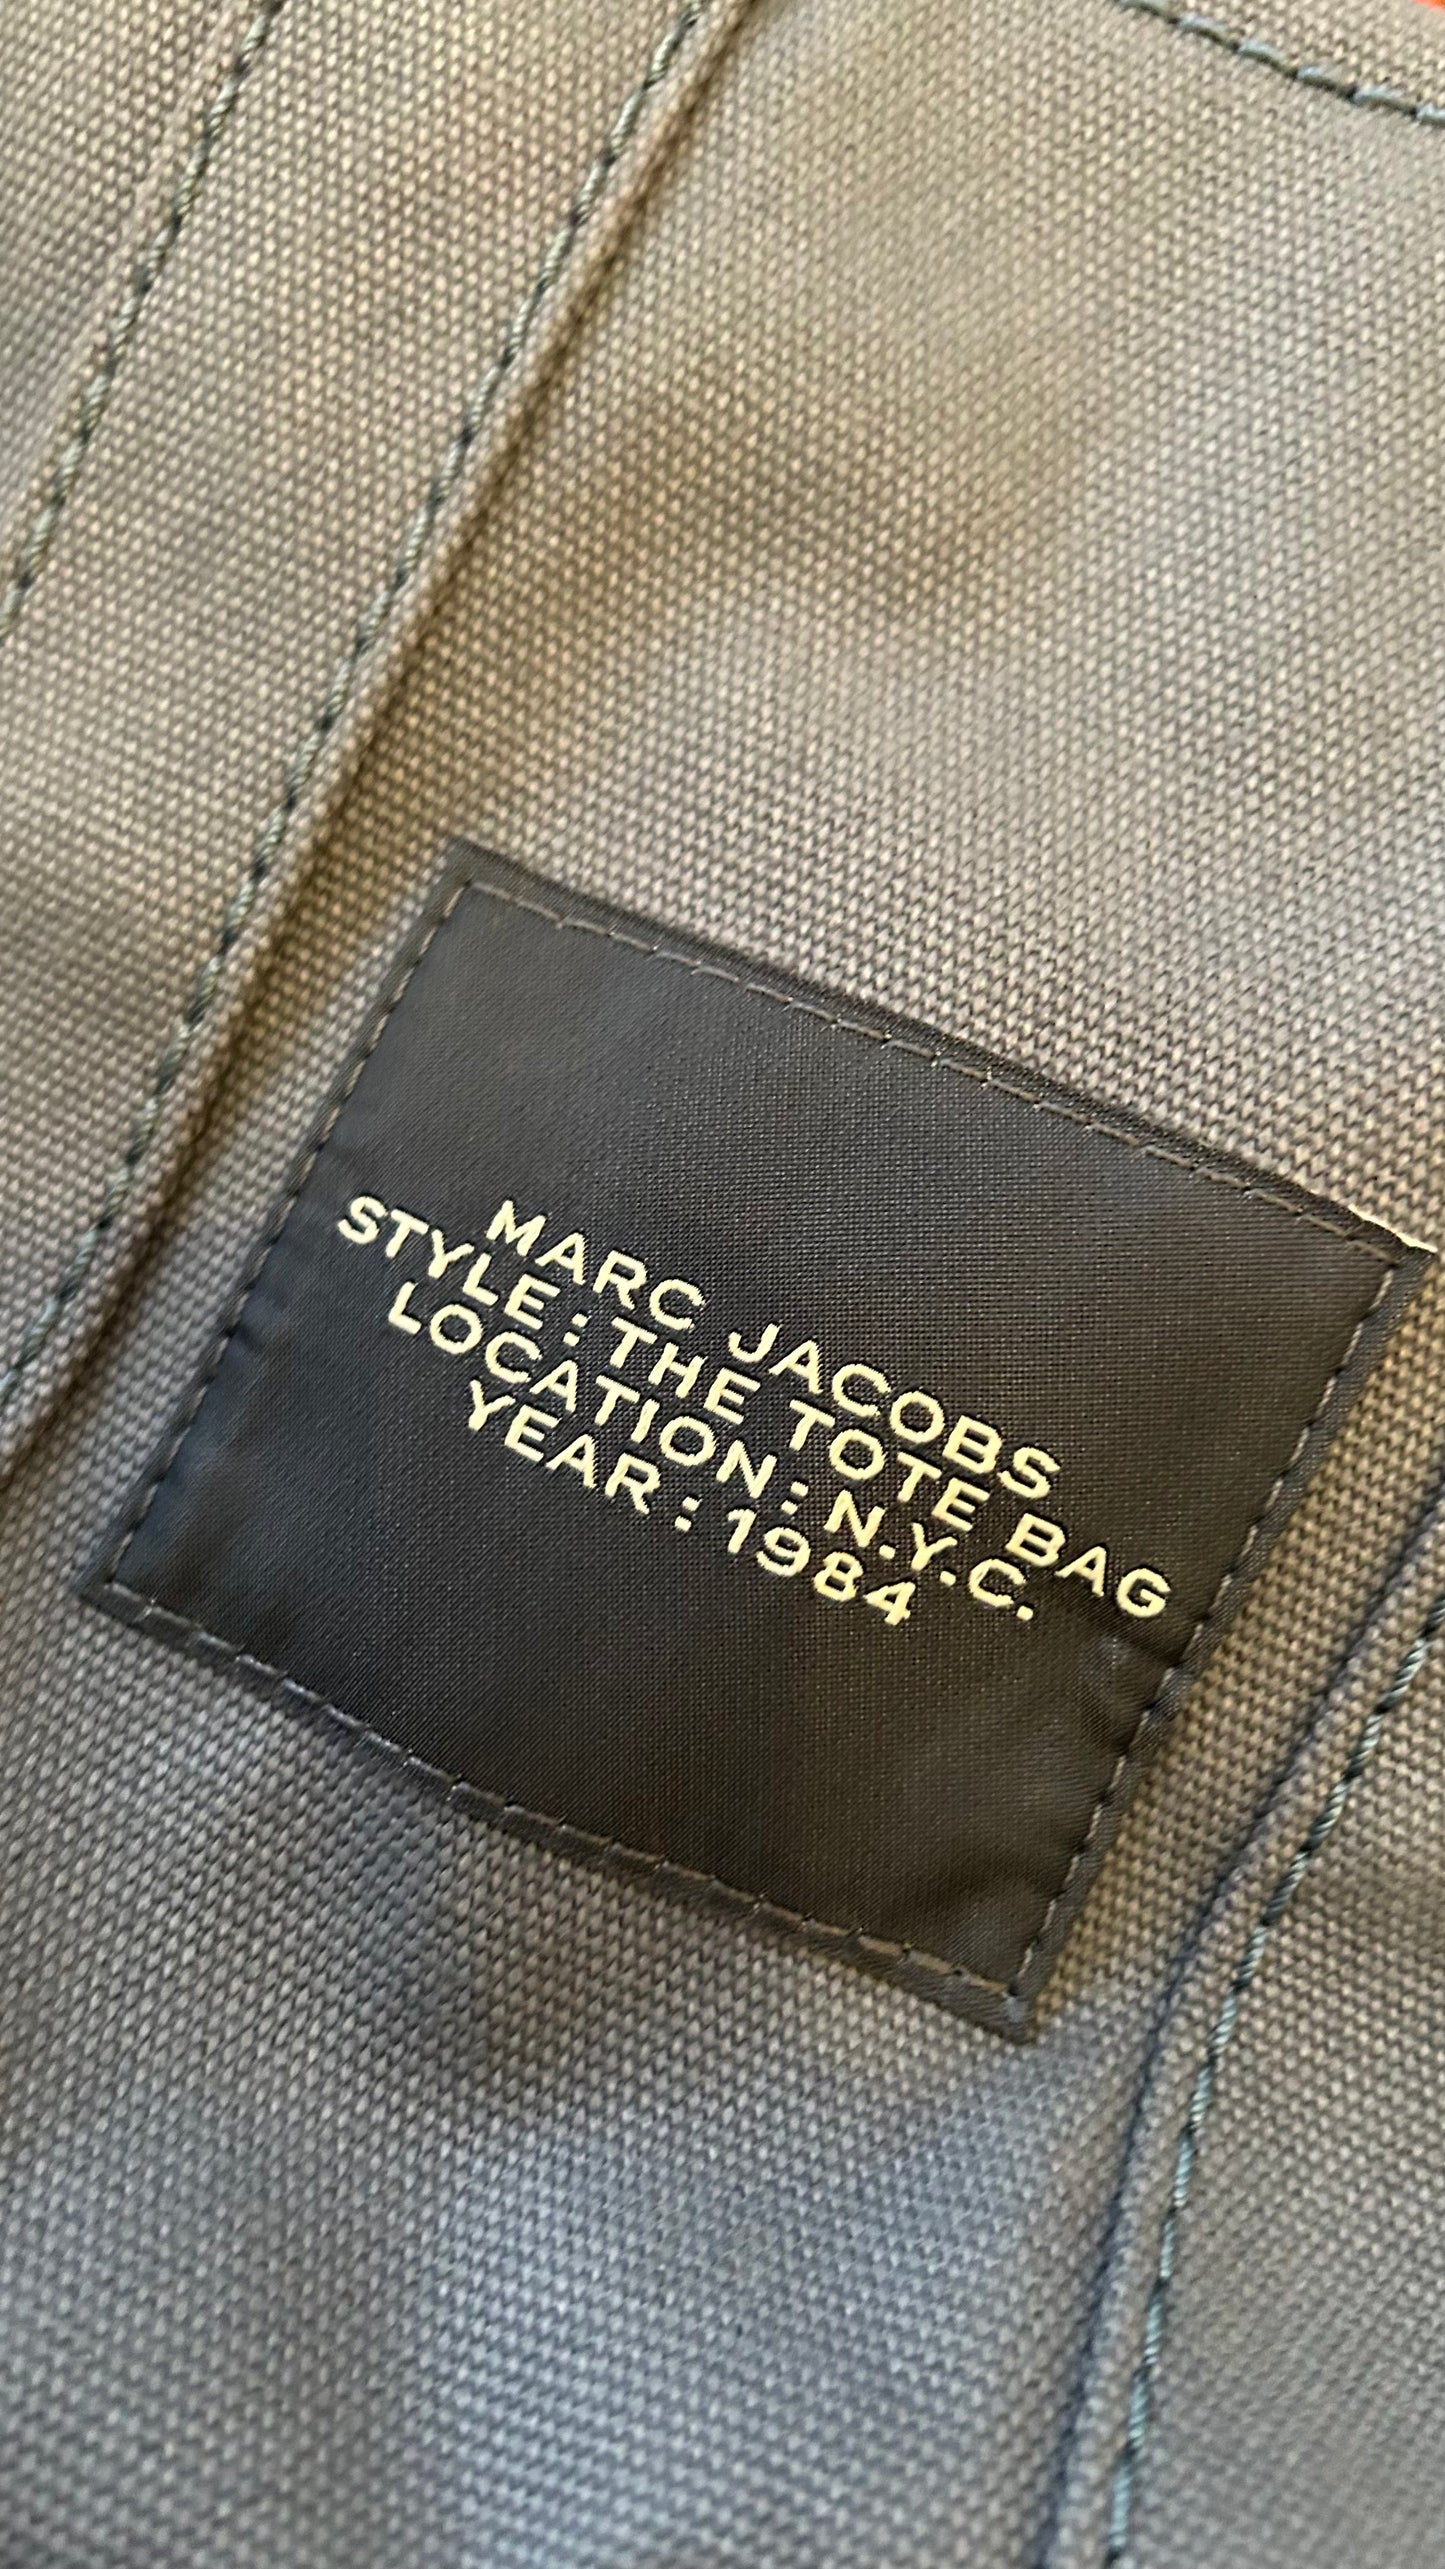 MARC JACOBS
STYLE : THE TOTE BAG
LOCATION : N.Y.C.
YEAR : 1984